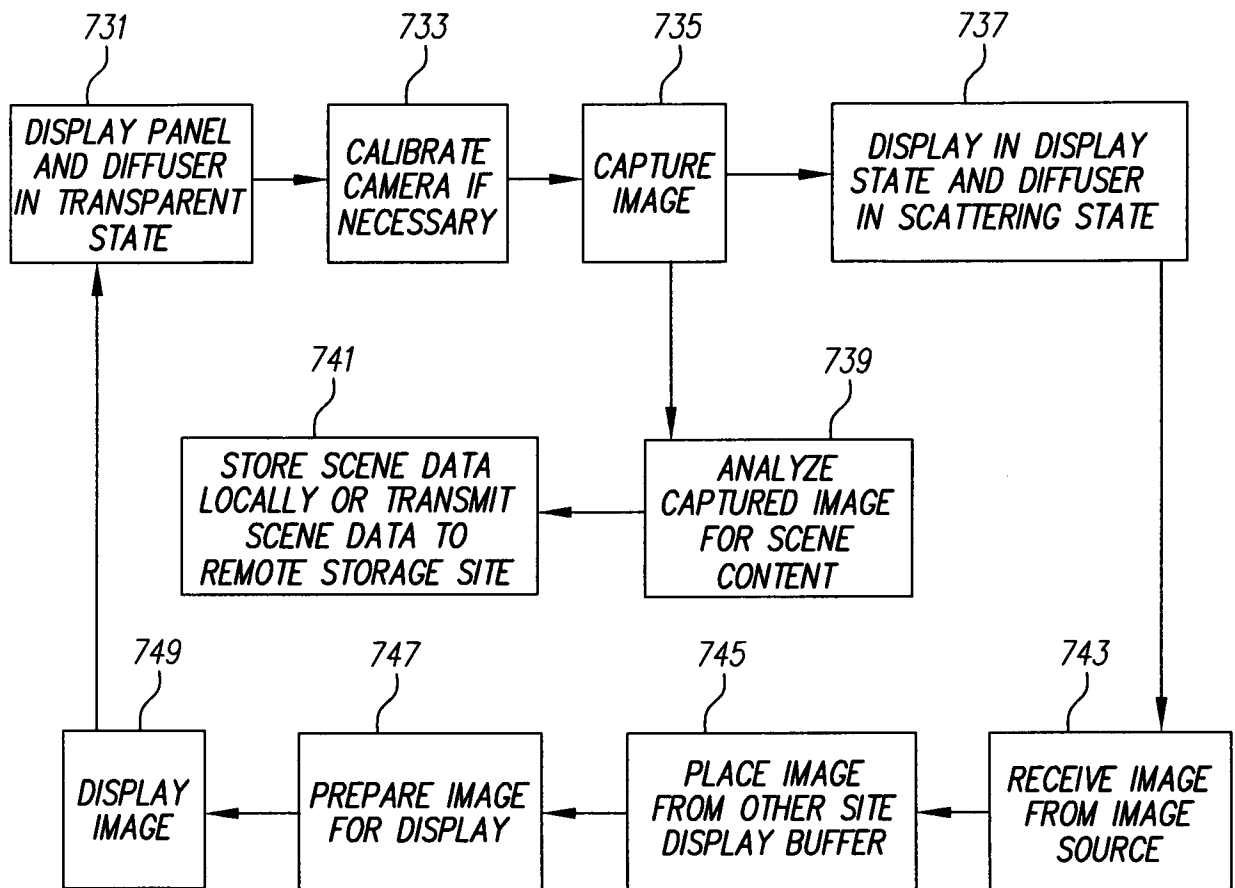 731
733
735
737
DISPLAY PANEL
AND DIFFUSER
IN TRANSPARENT
STATE
CALIBRATE
CAMERA IF
NECESSARY
CAPTURE
IMAGE
DISPLAY IN DISPLAY
STATE AND DIFFUSER
IN SCATTERING STATE
741
739
STORE SCENE DATA
LOCALLY OR TRANSMIT
SCENE DATA TO
REMOTE STORAGE SITE
ANALYZE
CAPTURED IMAGE
FOR SCENE
CONTENT
749
747
745
743
DISPLAY
IMAGE
PREPARE IMAGE
FOR DISPLAY
PLACE IMAGE
FROM OTHER SITE
DISPLAY BUFFER
RECEIVE IMAGE
FROM IMAGE
SOURCE